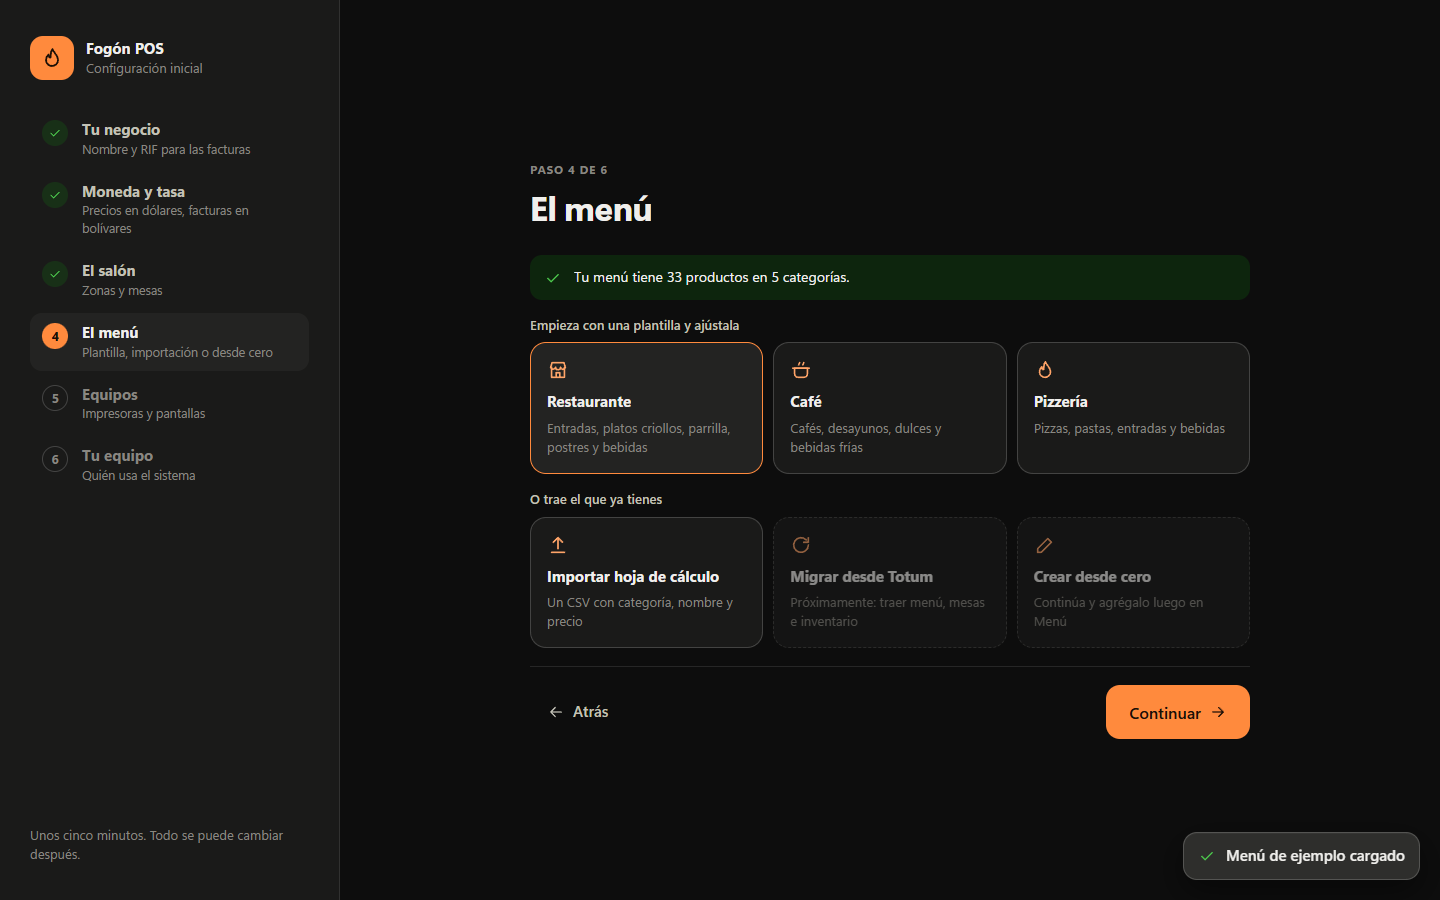 Fogón POS
Configuración inicial
Tu negocio
Nombre y RIF para las facturas
Moneda y tasa
Precios en dólares, facturas en
bolívares
El salón
Zonas y mesas
4
El menú
Plantilla, importación o desde cero
5
Equipos
Impresoras y pantallas
6
Tu equipo
Quién usa el sistema
Unos cinco minutos. Todo se puede cambiar
después.
PASO 4 DE 6
El menú
Tu menú tiene 33 productos en 5 categorías.
Empieza con una plantilla y ajústala
Restaurante
Entradas, platos criollos, parrilla,
postres y bebidas
Café
Cafés, desayunos, dulces y
bebidas frías
Pizzería
Pizzas, pastas, entradas y bebidas
O trae el que ya tienes
Importar hoja de cálculo
Un CSV con categoría, nombre y
precio
Migrar desde Totum
Próximamente: traer menú, mesas
e inventario
Crear desde cero
Continúa y agrégalo luego en
Menú
Atrás
Continuar
Menú de ejemplo cargado